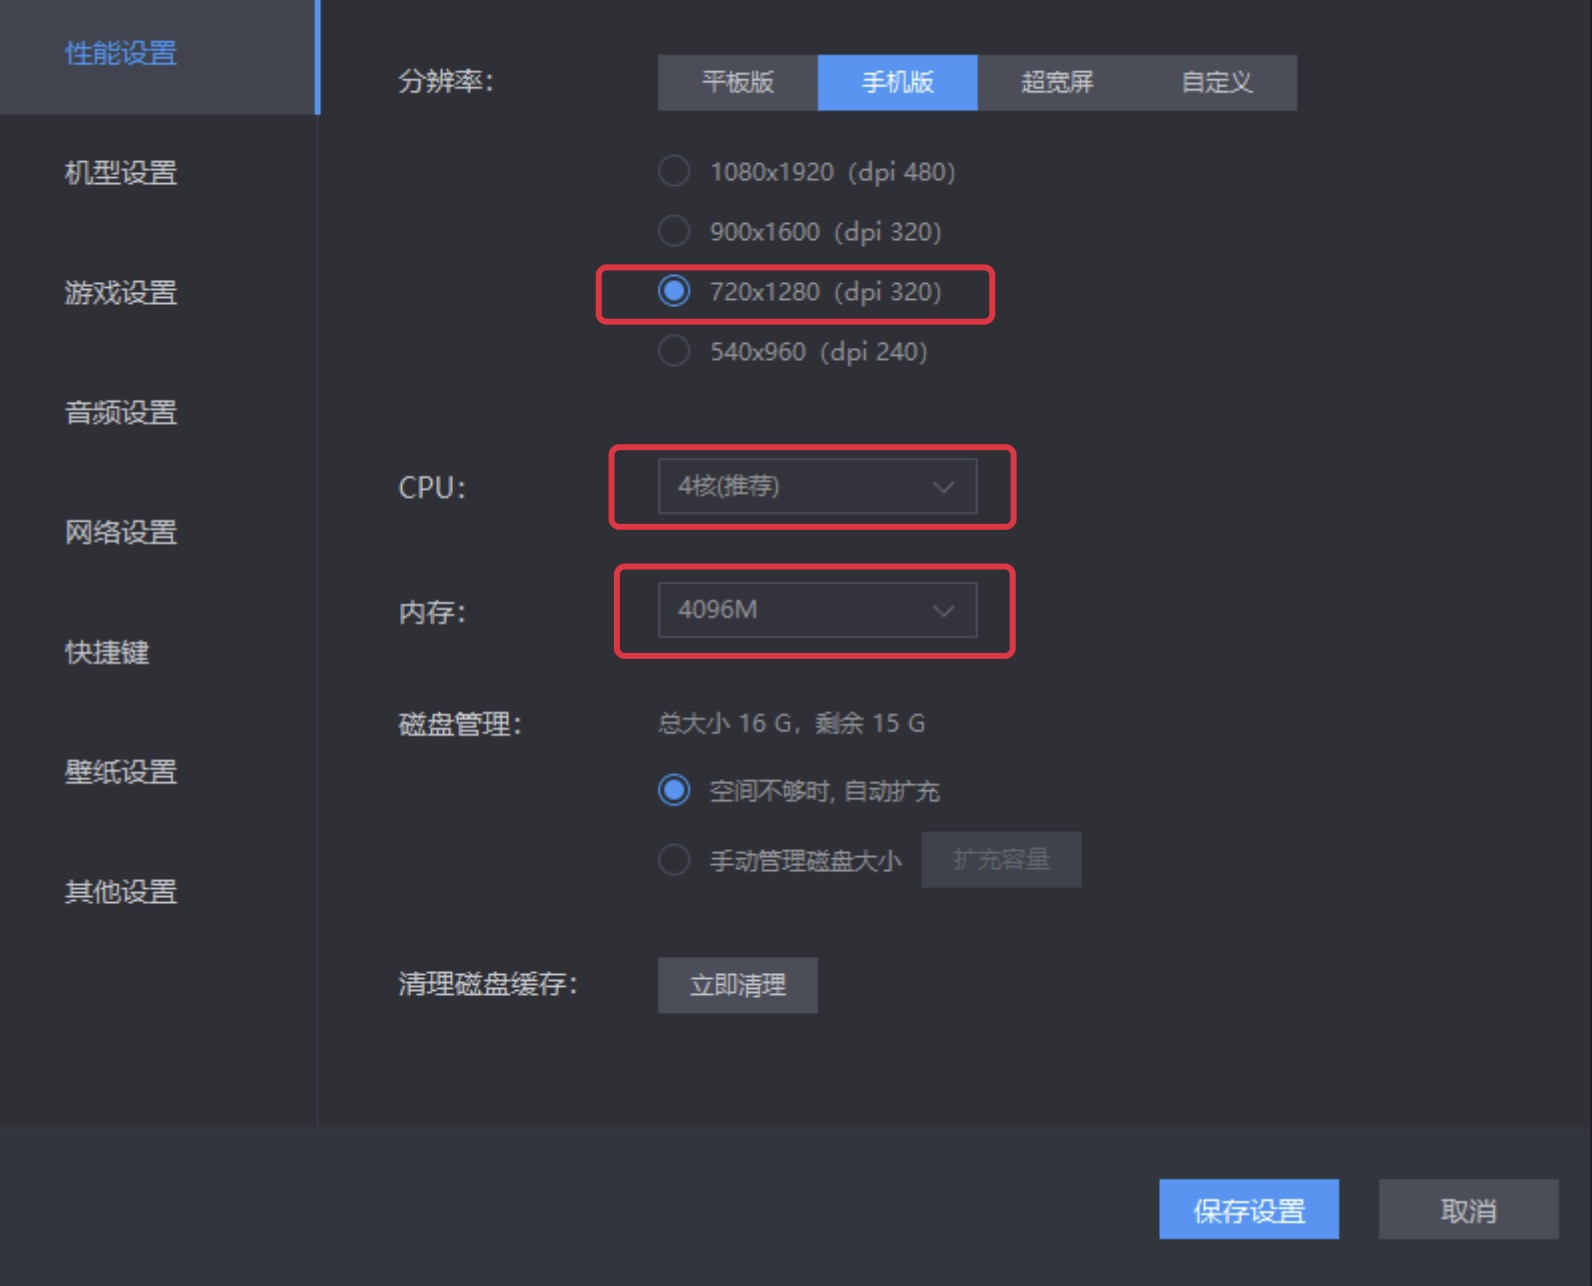 性能设置
机型设置
游戏设置
音频设置
网络设置
快捷键
壁纸设置
其他设置
分辨率：
平板版 手机版 超宽屏 自定义
1080x1920（dpi 480）
900x1600（dpi 320）
720x1280（dpi 320）
540x960（dpi 240）
CPU： 4核(推荐)
内存： 4096M
磁盘管理： 总大小 16 G，剩余 15 G
空间不够时, 自动扩充
手动管理磁盘大小 扩充容量
清理磁盘缓存： 立即清理
保存设置 取消